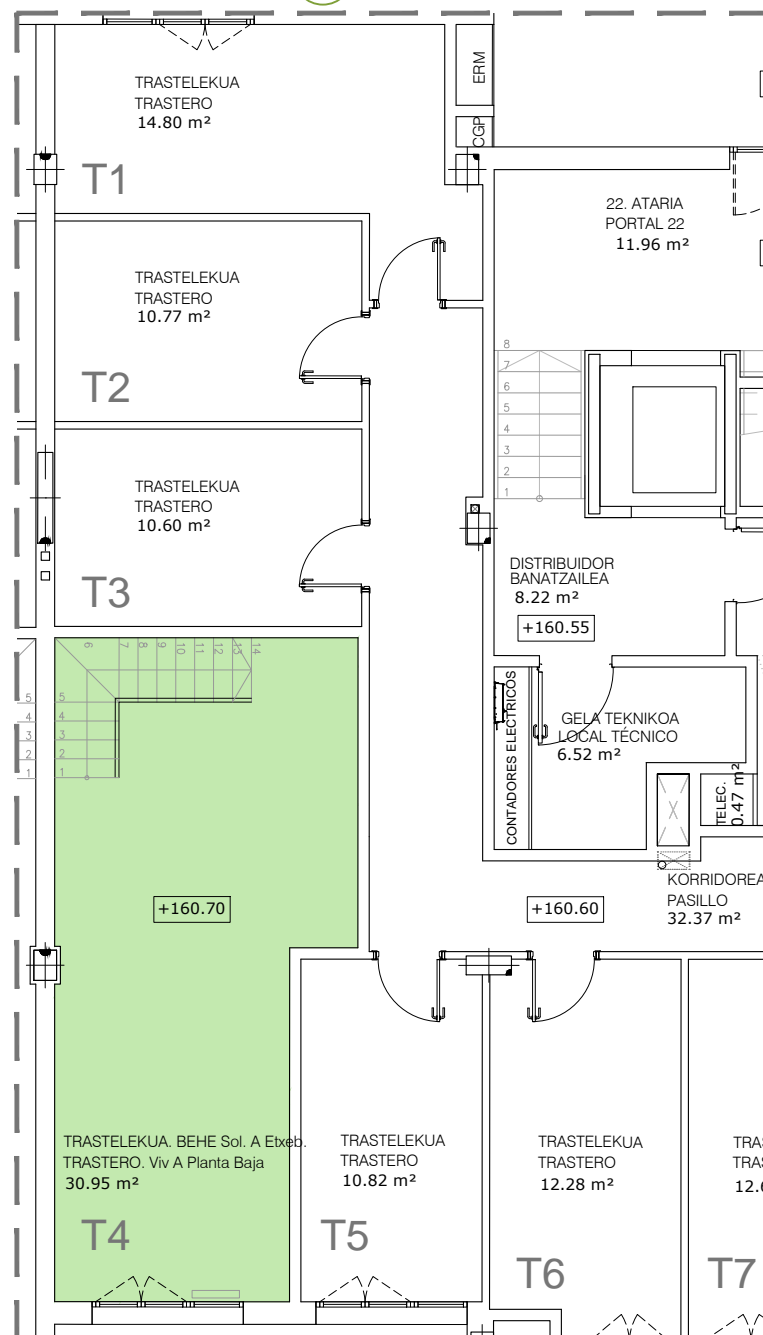 ERM
CGP
TRASTELEKUA
TRASTERO
14.80 m²
T1
22. ATARIA
PORTAL 22
11.96 m²
TRASTELEKUA
TRASTERO
10.77 m²
T2
8
7
6
5
4
3
2
1
TRASTELEKUA
TRASTERO
10.60 m²
T3
DISTRIBUIDOR
BANATZAILEA
8.22 m²
+160.55
6 7 8 9 10 11 12 13 14
5
4
3
2
1
5
4
3
2
1
CONTADORES ELECTRICOS
GELA TEKNIKOA
LOCAL TÉCNICO
6.52 m²
TELEC.
0.47 m²
+160.70
+160.60
KORRIDOREA
PASILLO
32.37 m²
TRASTELEKUA. BEHE Sol. A Etxeb.
TRASTERO. Viv A Planta Baja
30.95 m²
T4
TRASTELEKUA
TRASTERO
10.82 m²
T5
TRASTELEKUA
TRASTERO
12.28 m²
T6
T7